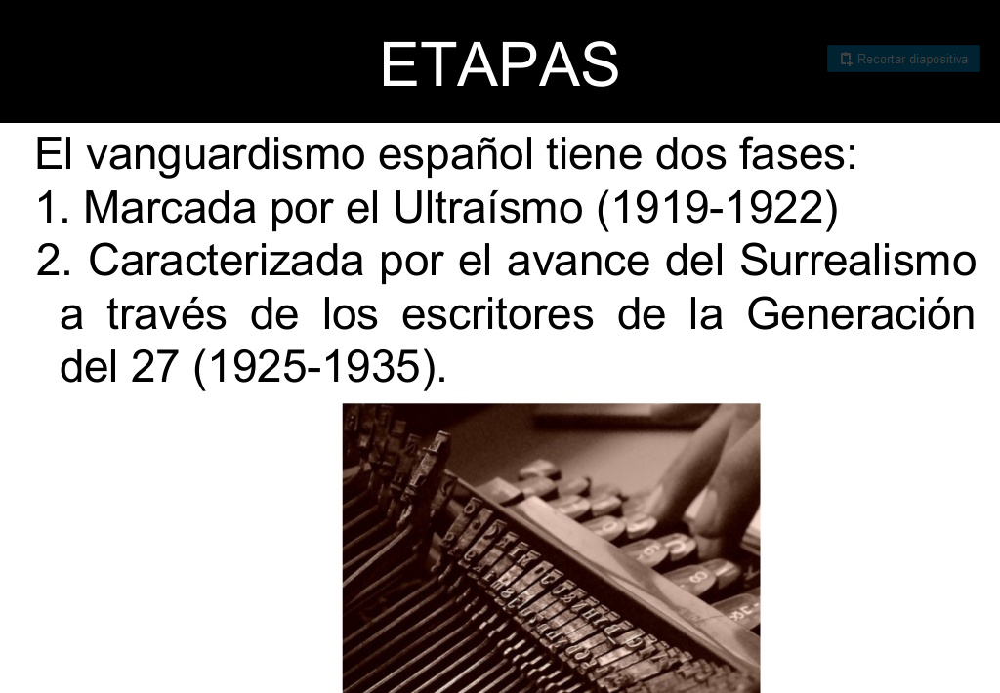 ETAPAS
Recortar diapositiva
El vanguardismo español tiene dos fases:
1. Marcada por el Ultraísmo (1919-1922)
2. Caracterizada por el avance del Surrealismo
a través de los escritores de la Generación
del 27 (1925-1935).